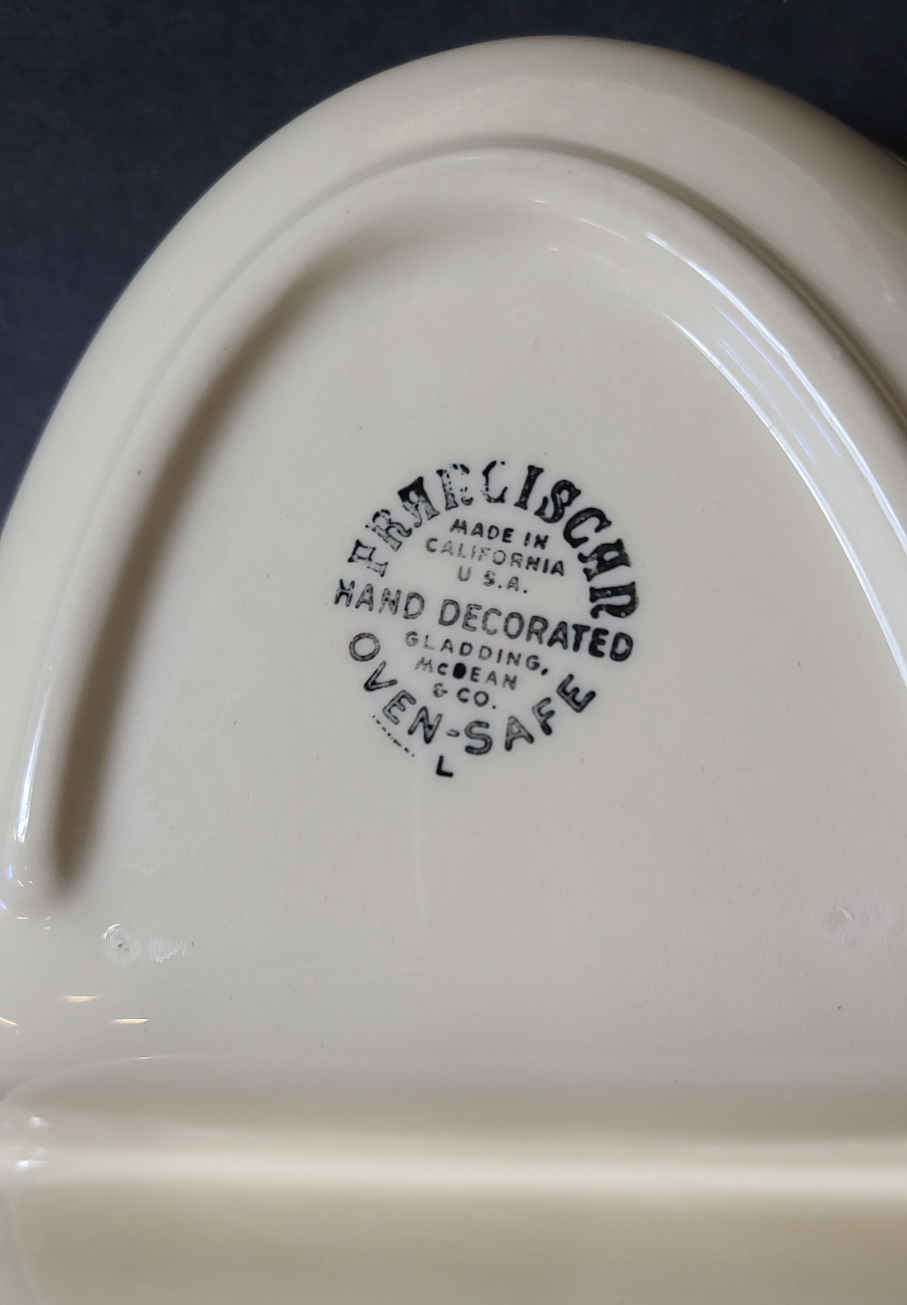 FRANCISCAN
MADE IN
CALIFORNIA
U.S.A.
HAND DECORATED
GLADDING,
McBEAN
& CO.
OVEN-SAFE
L